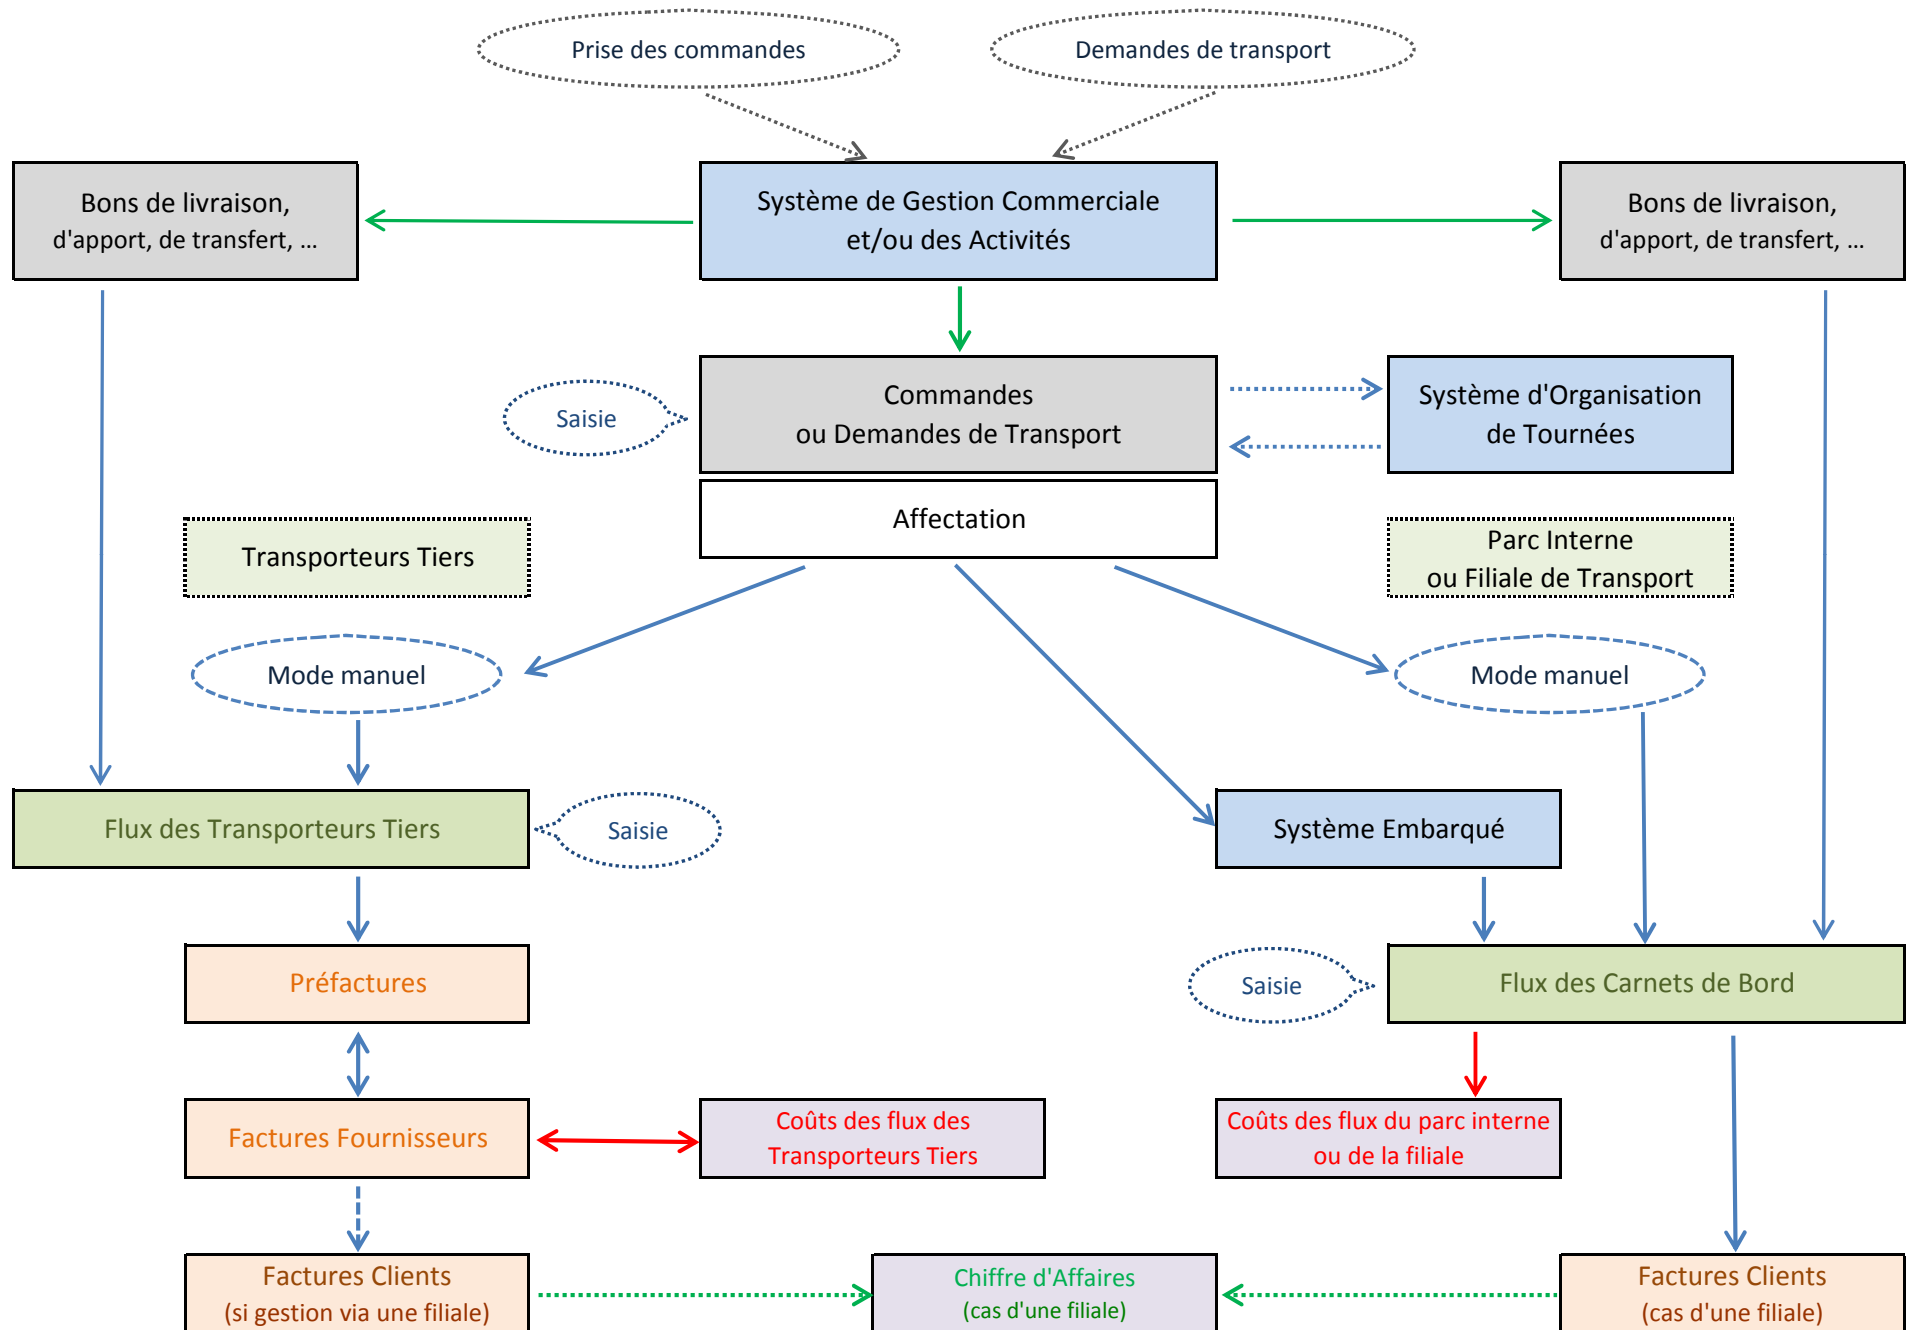 Prise des commandes
Demandes de transport
Bons de livraison,
d'apport, de transfert, ...
Système de Gestion Commerciale
et/ou des Activités
Bons de livraison,
d'apport, de transfert, ...
Saisie
Commandes
ou Demandes de Transport
Système d'Organisation
de Tournées
Affectation
Transporteurs Tiers
Parc Interne
ou Filiale de Transport
Mode manuel
Mode manuel
Flux des Transporteurs Tiers
Saisie
Système Embarqué
Préfactures
Saisie
Flux des Carnets de Bord
Factures Fournisseurs
Coûts des flux des
Transporteurs Tiers
Coûts des flux du parc interne
ou de la filiale
Factures Clients
(si gestion via une filiale)
Chiffre d'Affaires
(cas d'une filiale)
Factures Clients
(cas d'une filiale)